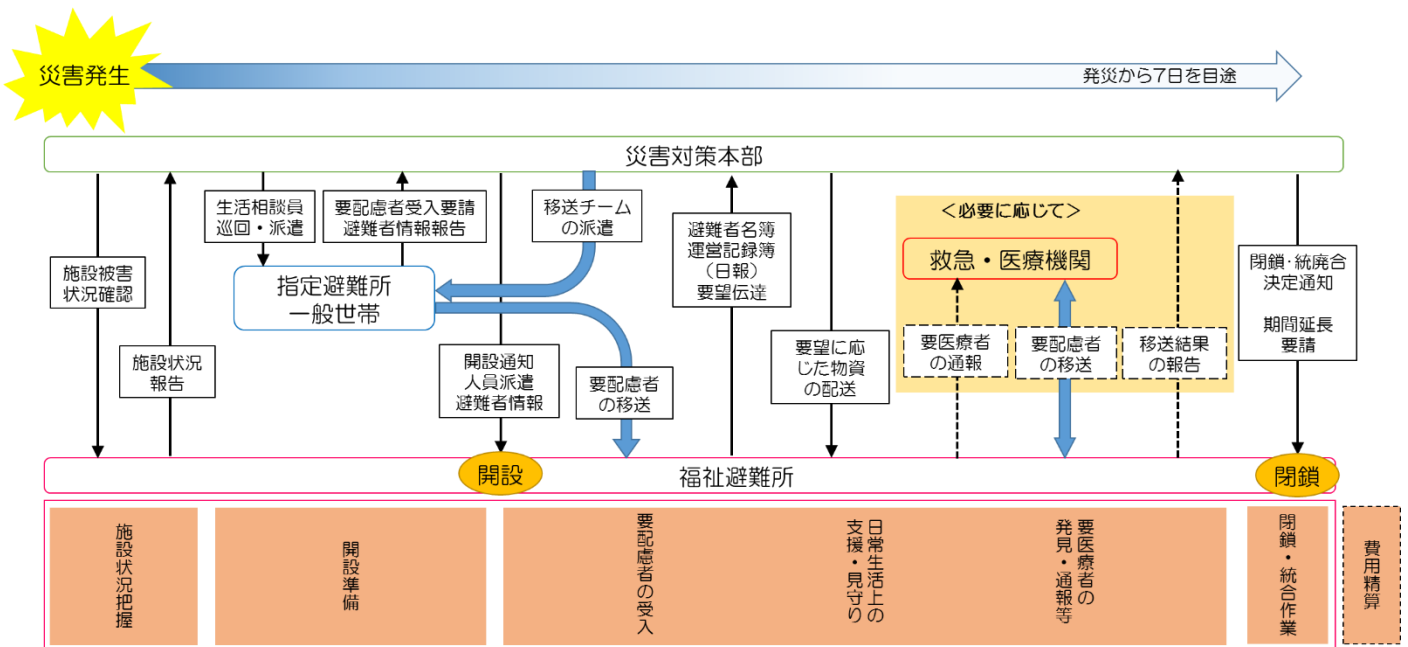 災害発生
発災から7日を目途
災害対策本部
施設被害
状況確認
施設状況
報告
生活相談員
巡回・派遣
要配慮者受入要請
避難者情報報告
指定避難所
一般世帯
移送チーム
の派遣
開設通知
人員派遣
避難者情報
要配慮者
の移送
避難者名簿
運営記録簿
（日報）
要望伝達
要望に応
じた物資
の配送
＜必要に応じて＞
救急・医療機関
要医療者
の通報
要配慮者
の移送
移送結果
の報告
閉鎖・統廃合
決定通知
期間延長
要請
開設
福祉避難所
閉鎖
施設状況把握
開設準備
要配慮者の受入
日常生活上の
支援・見守り
要医療者の
発見・通報等
閉鎖・統合作業
費用精算